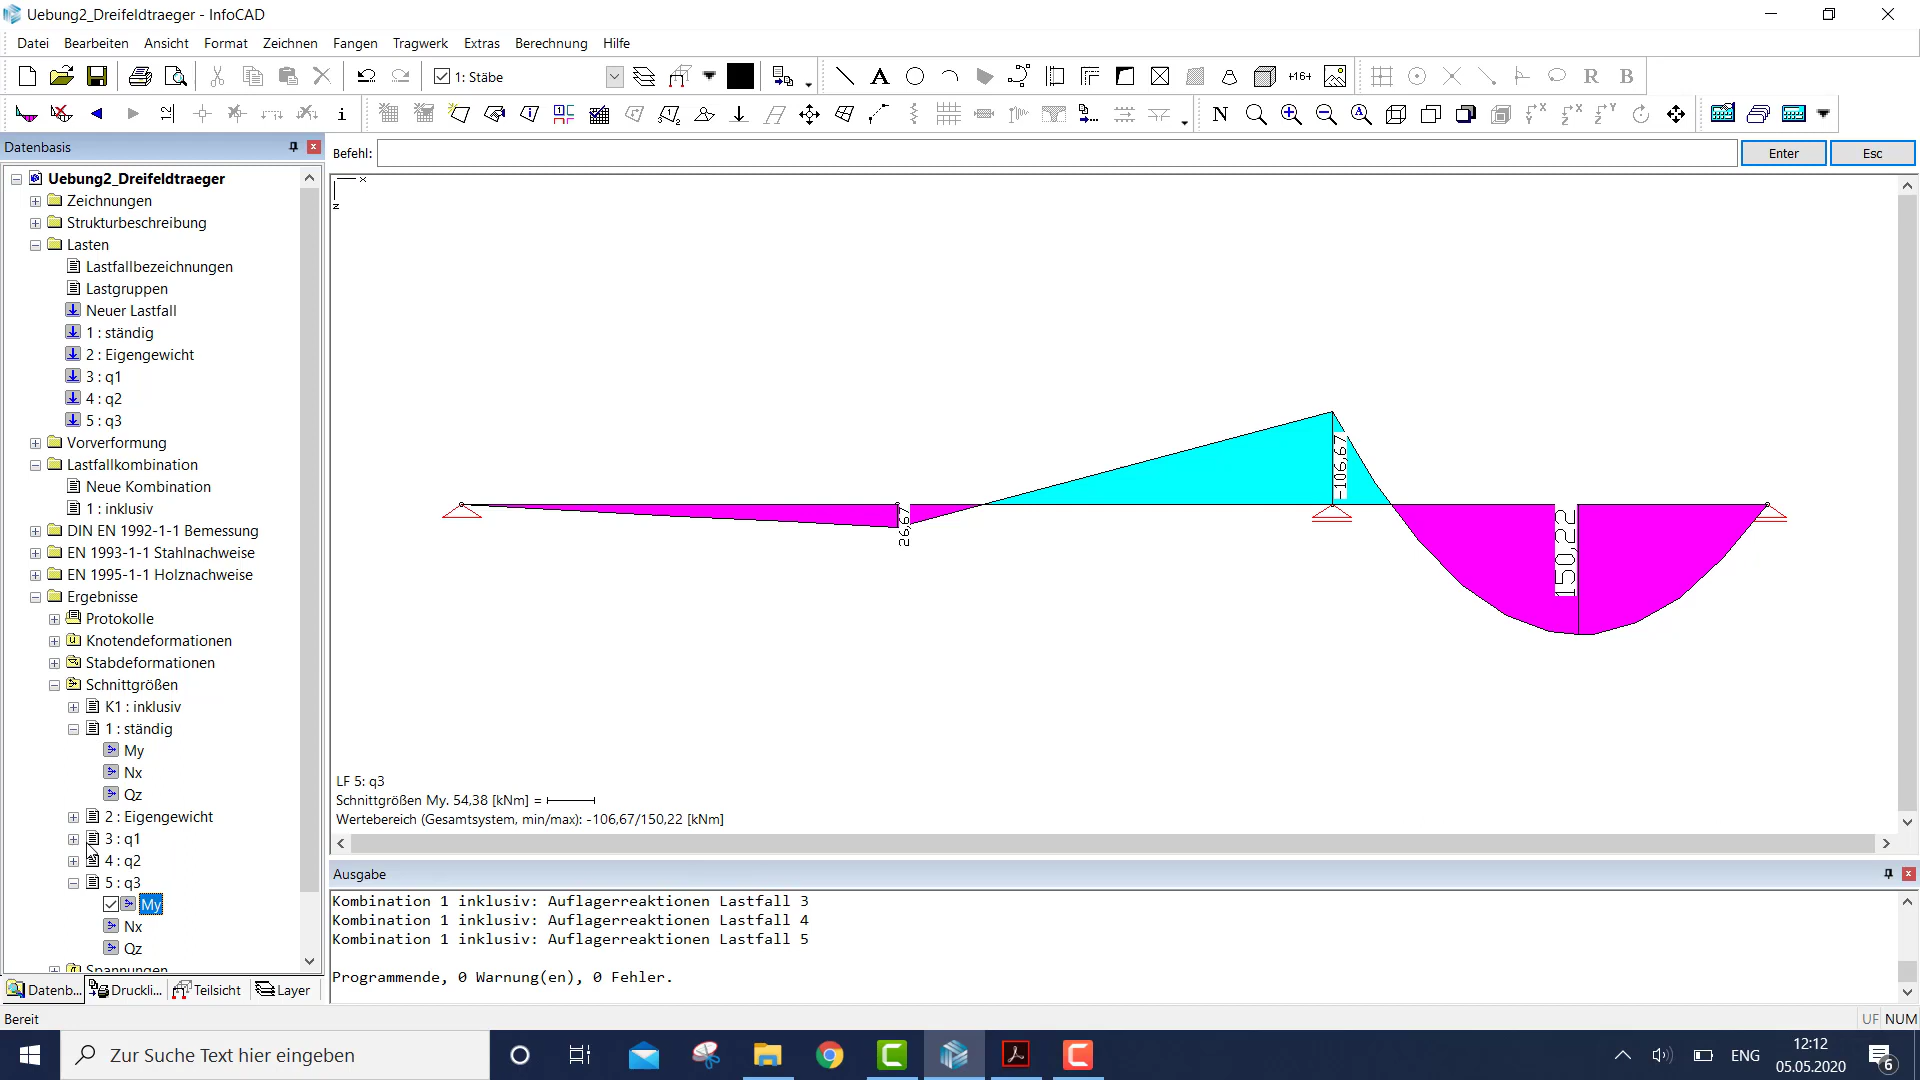 Uebung2_Dreifeldtraeger - InfoCAD
Datei Bearbeiten Ansicht Format Zeichnen Fangen Tragwerk Extras Berechnung Hilfe
1: Stäbe
Datenbasis
Befehl:
Enter
Esc
Uebung2_Dreifeldtraeger
Zeichnungen
Strukturbeschreibung
Lasten
Lastfallbezeichnungen
Lastgruppen
Neuer Lastfall
1 : ständig
2 : Eigengewicht
3 : q1
4 : q2
5 : q3
Vorverformung
Lastfallkombination
Neue Kombination
1 : inklusiv
DIN EN 1992-1-1 Bemessung
EN 1993-1-1 Stahlnachweise
EN 1995-1-1 Holznachweise
Ergebnisse
Protokolle
Knotendeformationen
Stabdeformationen
Schnittgrößen
K1 : inklusiv
1 : ständig
My
Nx
Qz
2 : Eigengewicht
3 : q1
4 : q2
5 : q3
My
Nx
Qz
Spannungen
Datenb... Druckli... Teilsicht Layer
x
z
26,67
-106,67
150,22
LF 5: q3
Schnittgrößen My. 54,38 [kNm] =
Wertebereich (Gesamtsystem, min/max): -106,67/150,22 [kNm]
Ausgabe
Kombination 1 inklusiv: Auflagerreaktionen Lastfall 3
Kombination 1 inklusiv: Auflagerreaktionen Lastfall 4
Kombination 1 inklusiv: Auflagerreaktionen Lastfall 5
Programmende, 0 Warnung(en), 0 Fehler.
Bereit
UF NUM
Zur Suche Text hier eingeben
ENG
12:12
05.05.2020
6